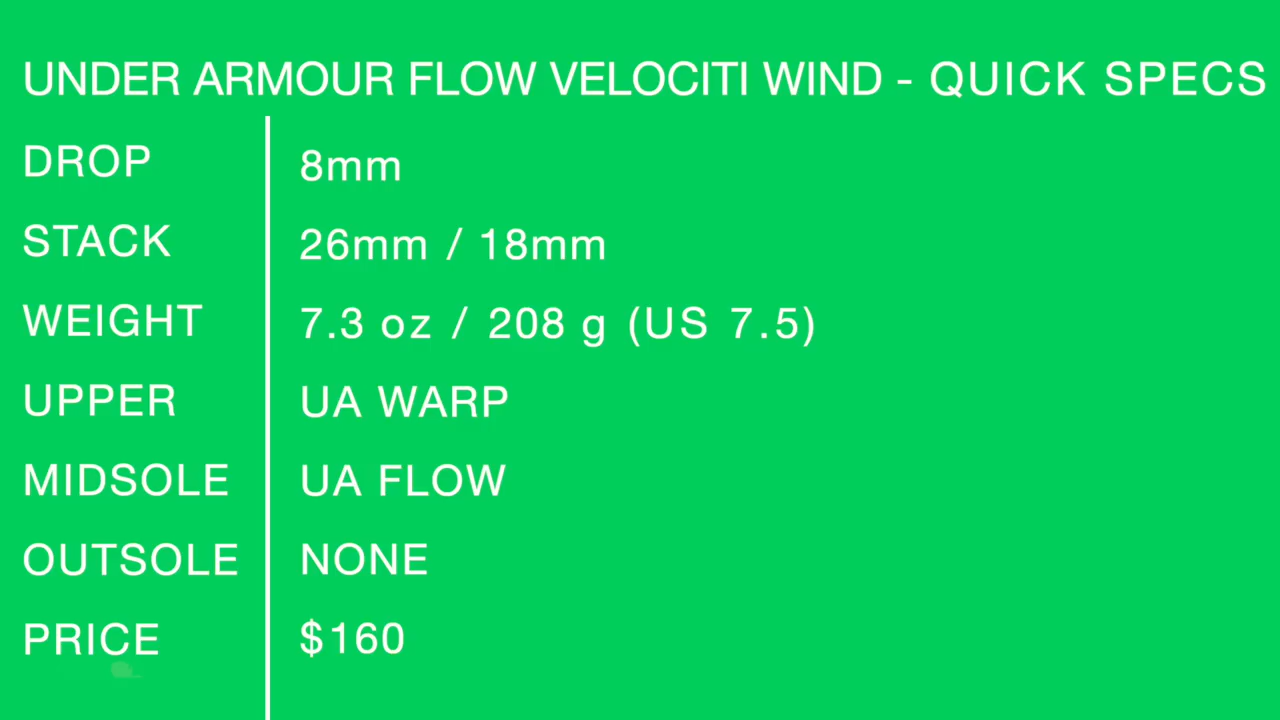 UNDER ARMOUR FLOW VELOCITI WIND - QUICK SPECS
DROP 8mm
STACK 26mm / 18mm
WEIGHT 7.3 oz / 208 g (US 7.5)
UPPER UA WARP
MIDSOLE UA FLOW
OUTSOLE NONE
PRICE $160